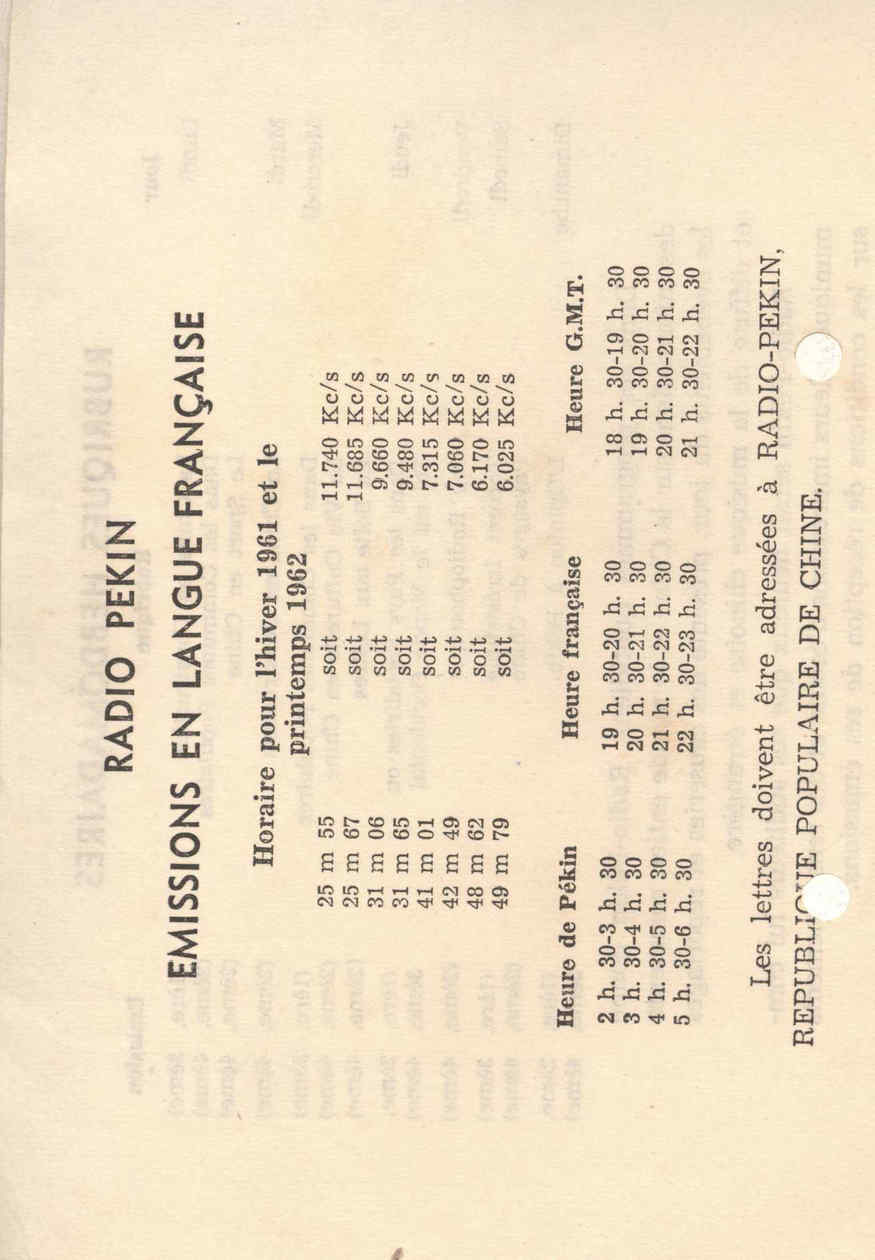 RADIO PEKIN
EMISSIONS EN LANGUE FRANÇAISE
Horaire pour l'hiver 1961 et le
printemps 1962
25 m 55 soit 11.740 Kc/s
25 m 67 soit 11.685 Kc/s
31 m 06 soit 9.660 Kc/s
31 m 65 soit 9.480 Kc/s
41 m 01 soit 7.315 Kc/s
42 m 49 soit 7.060 Kc/s
48 m 62 soit 6.170 Kc/s
49 m 79 soit 6.025 Kc/s
Heure de Pékin Heure française Heure G.M.T.
2 h. 30-3 h. 30 19 h. 30-20 h. 30 18 h. 30-19 h. 30
3 h. 30-4 h. 30 20 h. 30-21 h. 30 19 h. 30-20 h. 30
4 h. 30-5 h. 30 21 h. 30-22 h. 30 20 h. 30-21 h. 30
5 h. 30-6 h. 30 22 h. 30-23 h. 30 21 h. 30-22 h. 30
Les lettres doivent être adressées à RADIO-PEKIN,
REPUBLIQUE POPULAIRE DE CHINE.